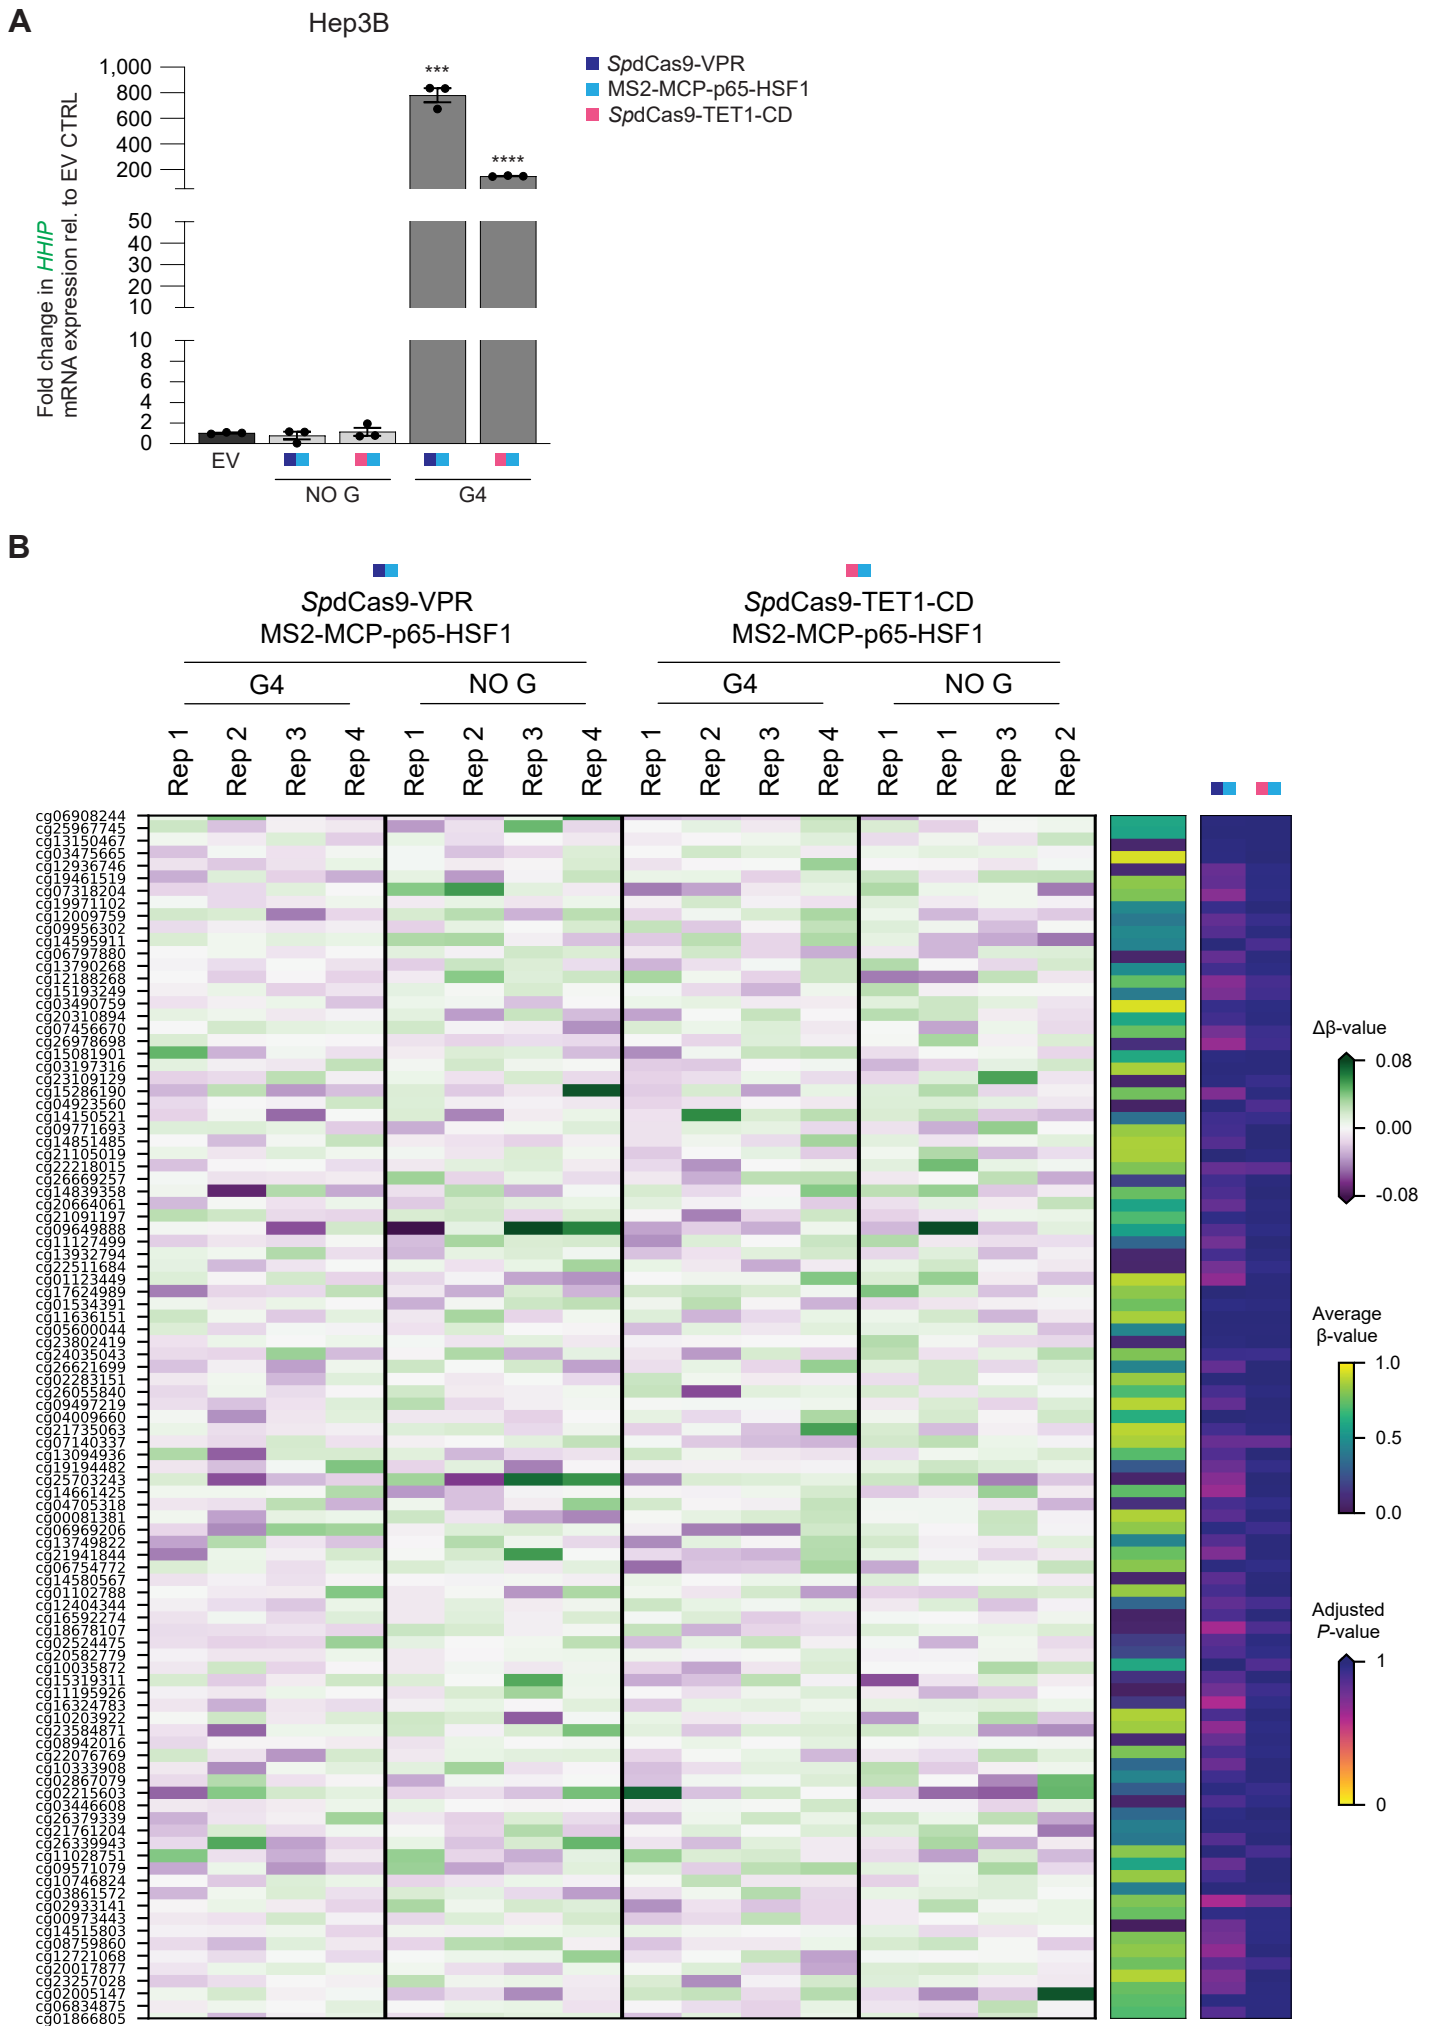 A
Hep3B
Fold change in HHIP
mRNA expression rel. to EV CTRL
1,000
800
600
400
200
50
40
30
20
10
10
8
6
4
2
0
***
****
EV
NO G
G4
SpdCas9-VPR
MS2-MCP-p65-HSF1
SpdCas9-TET1-CD
B
SpdCas9-VPR
MS2-MCP-p65-HSF1
SpdCas9-TET1-CD
MS2-MCP-p65-HSF1
G4
NO G
G4
NO G
Rep 1
Rep 2
Rep 3
Rep 4
Rep 1
Rep 2
Rep 3
Rep 4
Rep 1
Rep 2
Rep 3
Rep 4
Rep 1
Rep 1
Rep 3
Rep 2
cg06908244
cg25967745
cg13150467
cg03475665
cg12936746
cg19461519
cg07318204
cg19971102
cg12009759
cg09956302
cg14595911
cg06797880
cg13790268
cg12188268
cg15193249
cg03490759
cg20310894
cg07456670
cg26978698
cg15081901
cg03197316
cg23109129
cg15286190
cg04923560
cg14150521
cg09771693
cg14851485
cg21105019
cg22218015
cg26669257
cg14839358
cg20664061
cg21091197
cg09649888
cg11127499
cg13932794
cg22511684
cg01123449
cg17624989
cg01534391
cg11636151
cg05600044
cg23802419
cg24035043
cg26621699
cg02283151
cg26055840
cg09497219
cg04009660
cg21735063
cg07140337
cg13094936
cg19194482
cg25703243
cg14661425
cg04705318
cg00081381
cg06969206
cg13749822
cg21941844
cg06754772
cg14580567
cg01102788
cg12404344
cg16592274
cg18678107
cg02524475
cg20582779
cg10035872
cg15319311
cg11195926
cg16324783
cg10203922
cg23584871
cg08942016
cg22076769
cg10333908
cg02867079
cg02215603
cg03446608
cg26379339
cg21761204
cg26339943
cg11028751
cg09571079
cg10746824
cg03861572
cg02933141
cg00973443
cg14515803
cg08759860
cg12721068
cg20017877
cg23257028
cg02005147
cg06834875
cg01866805
Δβ-value
0.08
0.00
-0.08
Average
β-value
1.0
0.5
0.0
Adjusted
P-value
1
0